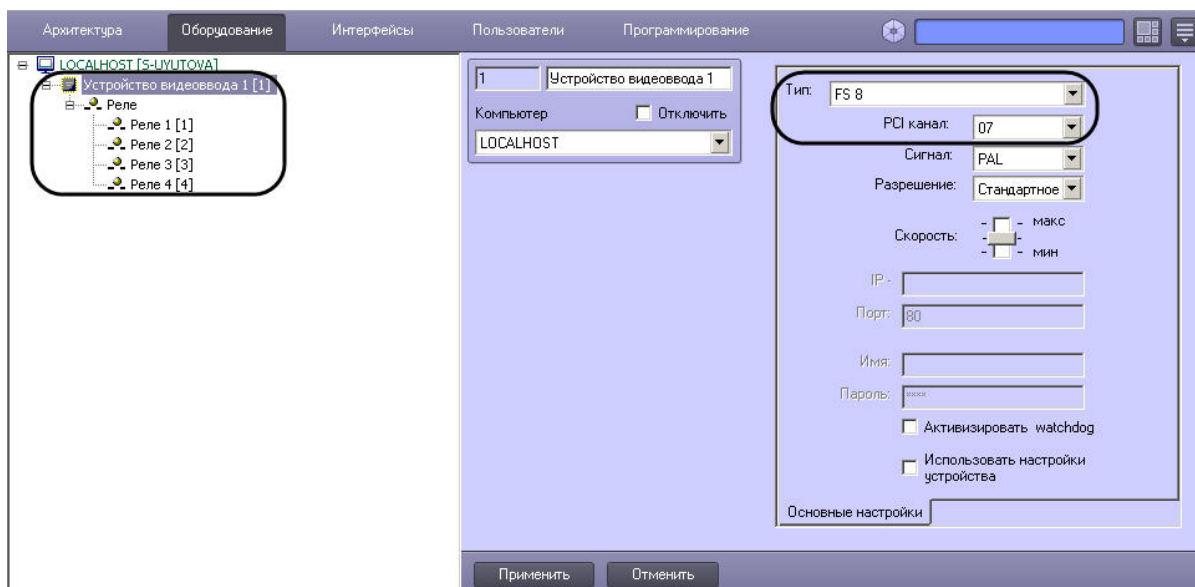 Архитектура Оборудование Интерфейсы Пользователи Программирование
LOCALHOST [S-UYUTOVA]
Устройство видеоввода 1 [1]
Реле
Реле 1 [1]
Реле 2 [2]
Реле 3 [3]
Реле 4 [4]
1 Устройство видеоввода 1
Компьютер Отключить
LOCALHOST
Тип: FS 8
PCI канал: 07
Сигнал: PAL
Разрешение: Стандартное
Скорость: - - макс
- -
- - мин
IP -
Порт: 80
Имя:
Пароль: ××××
Активизировать watchdog
Использовать настройки
устройства
Основные настройки
Применить Отменить